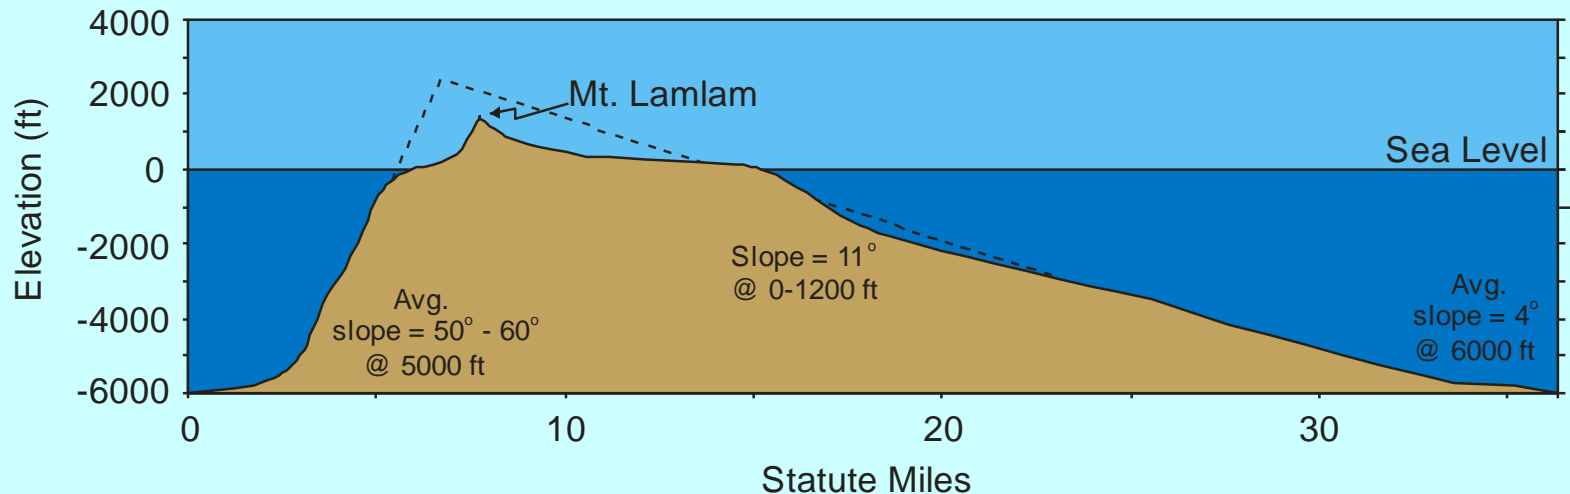 4000
2000
0
-2000
-4000
-6000
Elevation (ft)
Mt. Lamlam
Sea Level
Avg.
slope = 50° - 60°
@ 5000 ft
Slope = 11°
@ 0-1200 ft
Avg.
slope = 4°
@ 6000 ft
0
10
20
30
Statute Miles